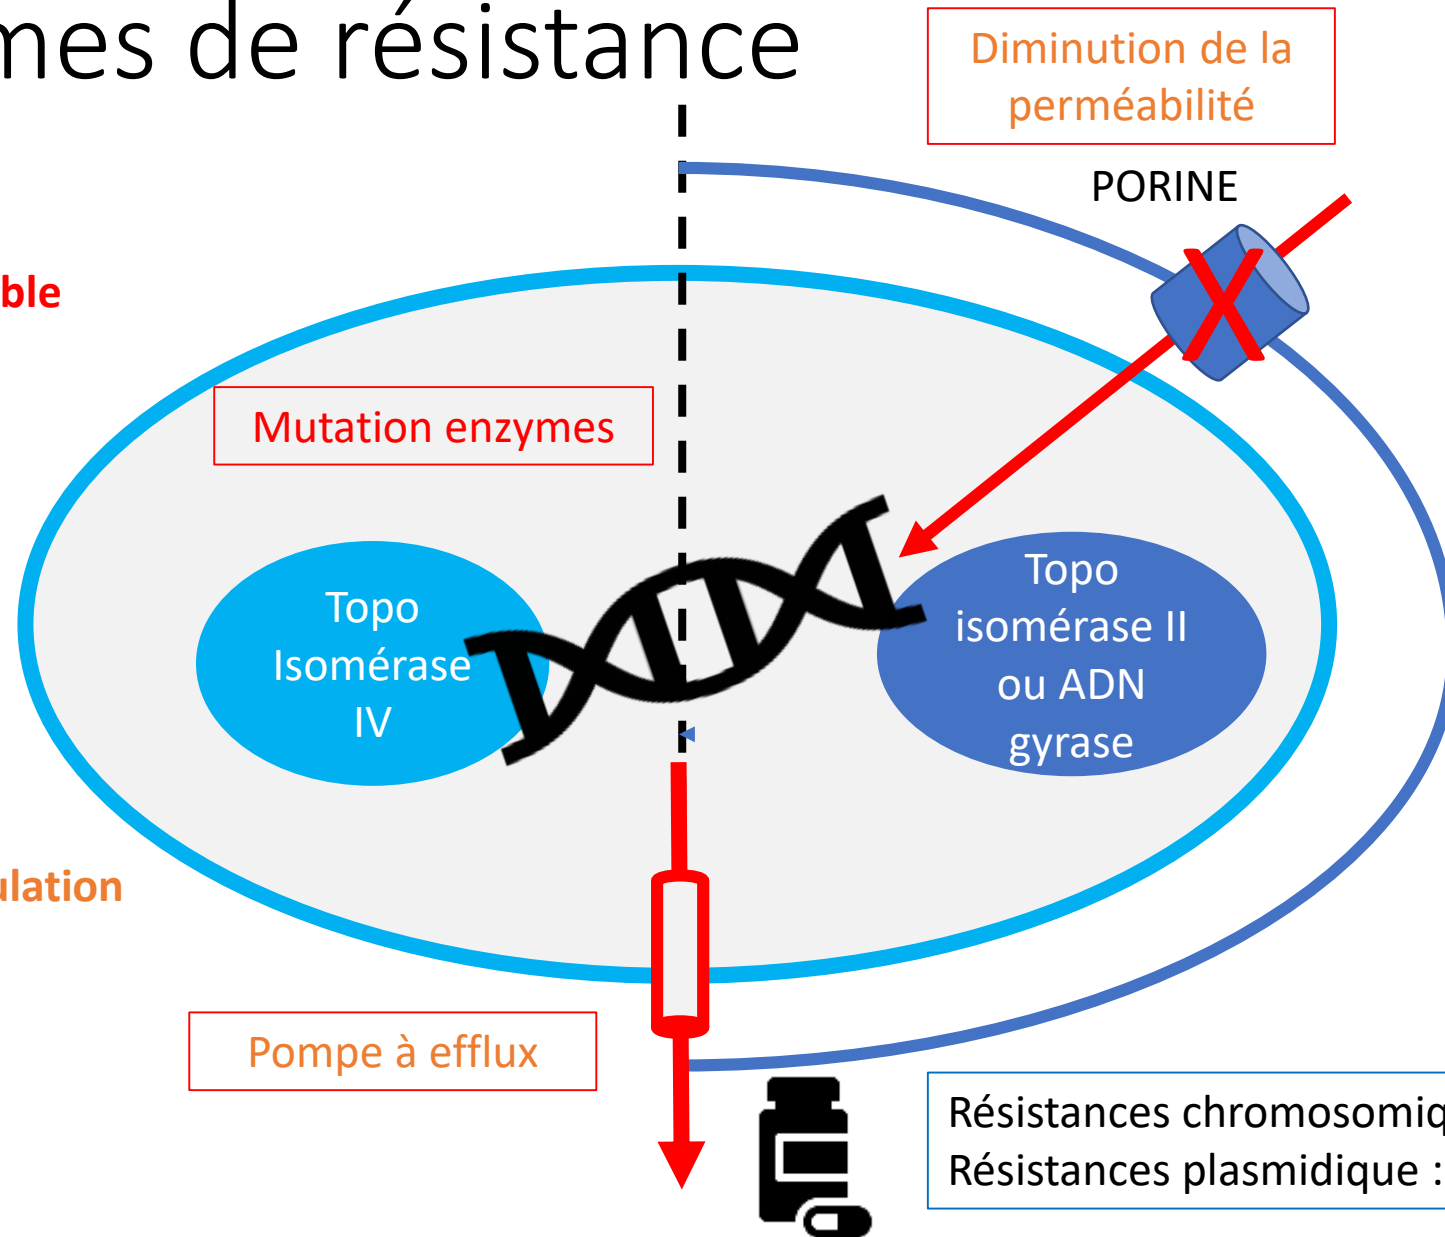 mes de résistance
Diminution de la
perméabilité
PORINE
ble
Mutation enzymes
Topo
Isomérase
IV
Topo
isomérase II
ou ADN
gyrase
ulation
Pompe à efflux
Résistances chromosomiq
Résistances plasmidique :